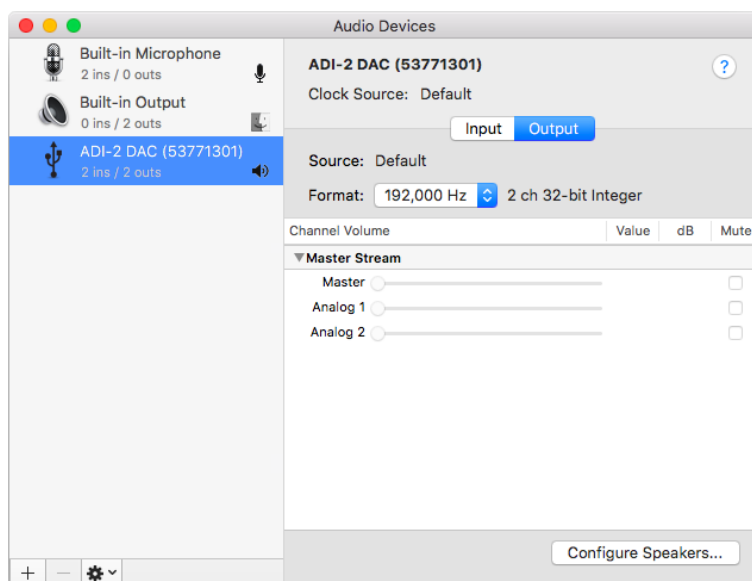 Audio Devices
Built-in Microphone
2 ins / 0 outs
Built-in Output
0 ins / 2 outs
ADI-2 DAC (53771301)
2 ins / 2 outs
ADI-2 DAC (53771301)
?
Clock Source: Default
Input Output
Source: Default
Format: 192,000 Hz 2 ch 32-bit Integer
Channel Volume Value dB Mute
Master Stream
Master
Analog 1
Analog 2
Configure Speakers...